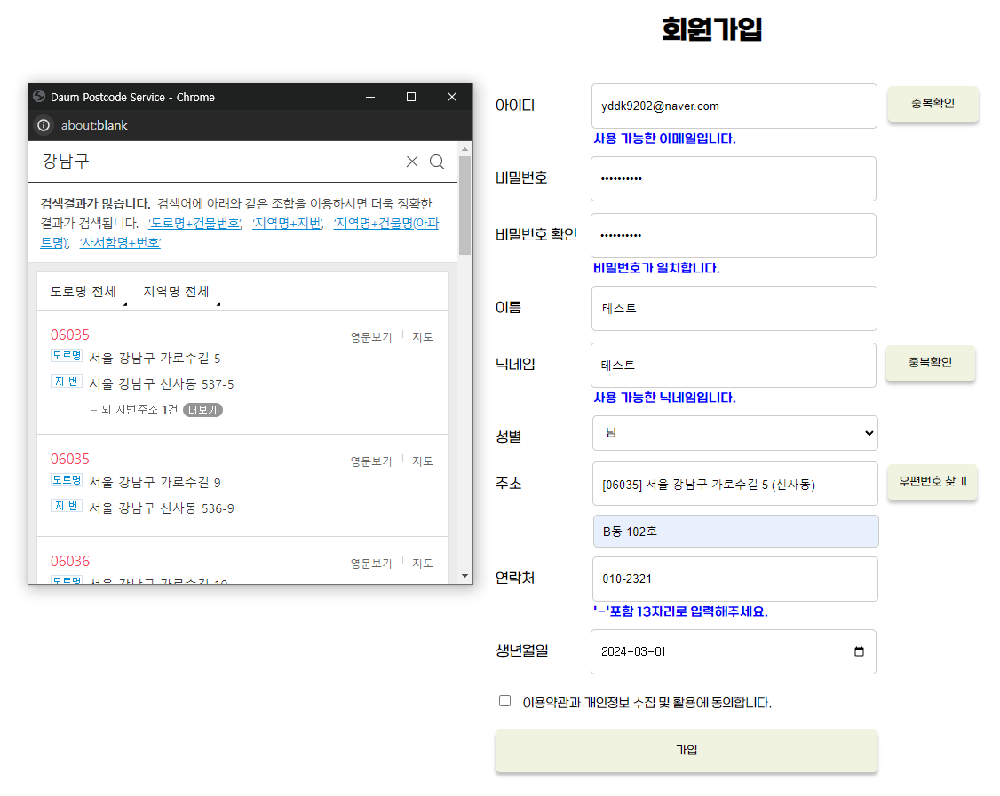 회원가입
Daum Postcode Service - Chrome
about:blank
강남구
검색결과가 많습니다. 검색어에 아래와 같은 조합을 이용하시면 더욱 정확한
결과가 검색됩니다. '도로명+건물번호', '지역명+지번', '지역명+건물명(아파
트명)', '사서함명+번호'
도로명 전체 지역명 전체
06035 영문보기 지도
도로명 서울 강남구 가로수길 5
지 번 서울 강남구 신사동 537-5
ㄴ 외 지번주소 1건 더보기
06035 영문보기 지도
도로명 서울 강남구 가로수길 9
지 번 서울 강남구 신사동 536-9
06036 영문보기 지도
도로명 서울 강남구 가로수길 10
아이디 yddk9202@naver.com 중복확인
사용 가능한 이메일입니다.
비밀번호 ••••••••••
비밀번호 확인 ••••••••••
비밀번호가 일치합니다.
이름 테스트
닉네임 테스트 중복확인
사용 가능한 닉네임입니다.
성별 남
주소 [06035] 서울 강남구 가로수길 5 (신사동) 우편번호 찾기
B동 102호
연락처 010-2321
'-'포함 13자리로 입력해주세요.
생년월일 2024-03-01
이용약관과 개인정보 수집 및 활용에 동의합니다.
가입